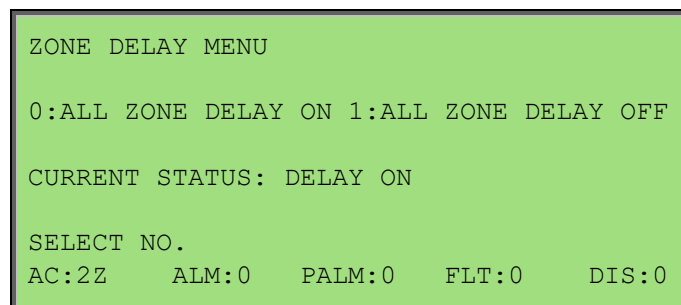 ZONE DELAY MENU
0:ALL ZONE DELAY ON 1:ALL ZONE DELAY OFF
CURRENT STATUS: DELAY ON
SELECT NO.
AC:2Z ALM:0 PALM:0 FLT:0 DIS:0